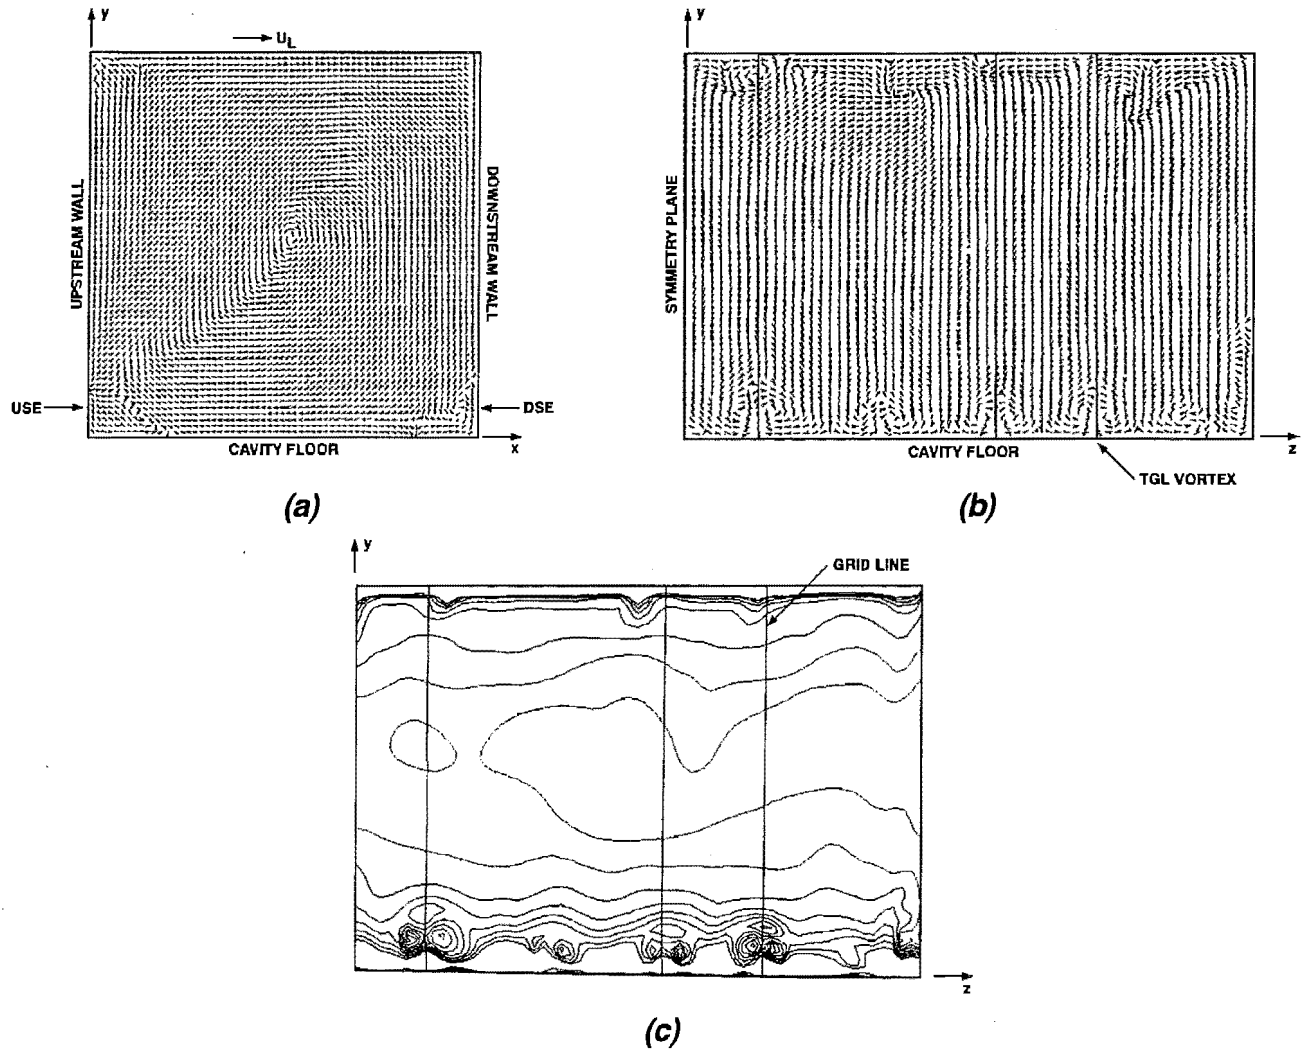 y
U_L
UPSTREAM WALL
DOWNSTREAM WALL
USE
DSE
CAVITY FLOOR
x
(a)
y
SYMMETRY PLANE
CAVITY FLOOR
z
TGL VORTEX
(b)
y
GRID LINE
z
(c)